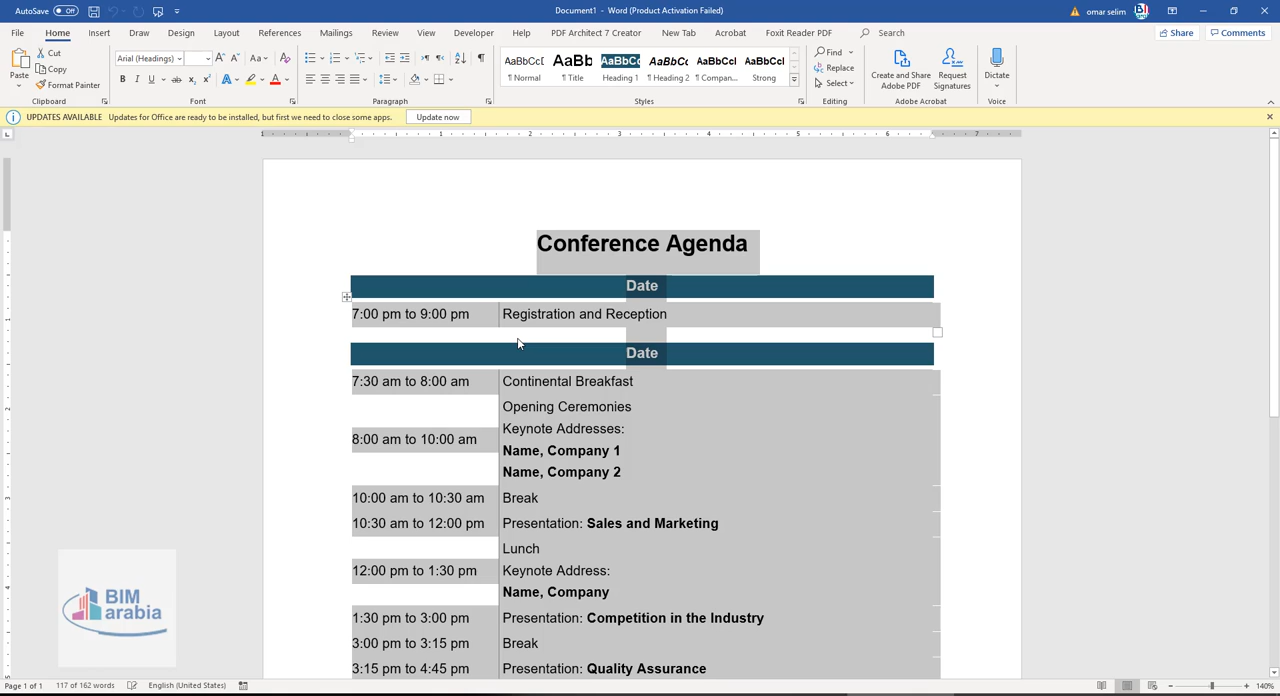 AutoSave Off Document1 - Word (Product Activation Failed) omar selim
File Home Insert Draw Design Layout References Mailings Review View Developer Help PDF Architect 7 Creator New Tab Acrobat Foxit Reader PDF Search Share Comments
Paste Cut Copy Format Painter Clipboard
Arial (Headings) Font
Paragraph
AaBbCcDc AaBb AaBbCc AaBbCc AaBbCcI AaBbCcl
¶ Normal ¶ Title Heading 1 ¶ Heading 2 ¶ Compan... Strong Styles
Find Replace Select Editing
Create and Share Adobe PDF Request Signatures Adobe Acrobat
Dictate Voice
UPDATES AVAILABLE Updates for Office are ready to be installed, but first we need to close some apps. Update now
Conference Agenda
Date
7:00 pm to 9:00 pm Registration and Reception
Date
7:30 am to 8:00 am Continental Breakfast
Opening Ceremonies
Keynote Addresses:
8:00 am to 10:00 am
Name, Company 1
Name, Company 2
10:00 am to 10:30 am Break
10:30 am to 12:00 pm Presentation: Sales and Marketing
Lunch
12:00 pm to 1:30 pm Keynote Address:
Name, Company
1:30 pm to 3:00 pm Presentation: Competition in the Industry
3:00 pm to 3:15 pm Break
3:15 pm to 4:45 pm Presentation: Quality Assurance
BIM
arabia
Page 1 of 1 117 of 162 words English (United States) 140%